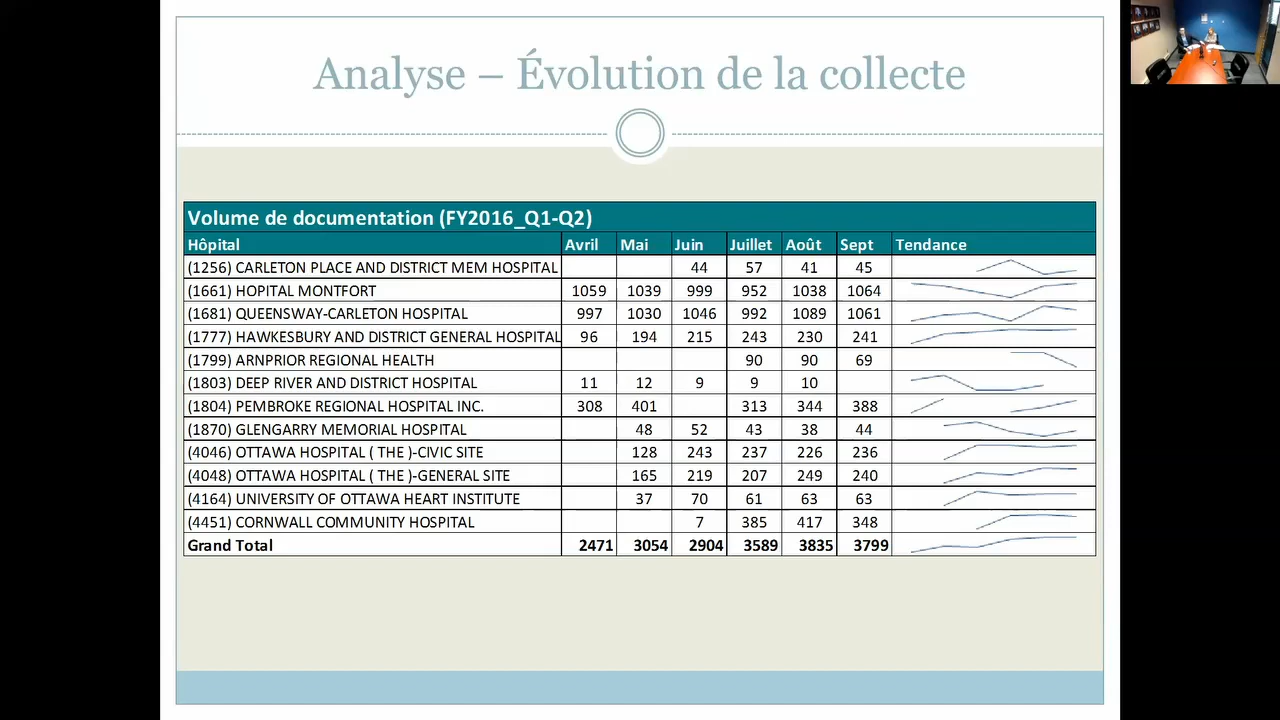 Analyse – Évolution de la collecte
Volume de documentation (FY2016_Q1-Q2)
Hôpital Avril Mai Juin Juillet Août Sept Tendance
(1256) CARLETON PLACE AND DISTRICT MEM HOSPITAL 44 57 41 45
(1661) HOPITAL MONTFORT 1059 1039 999 952 1038 1064
(1681) QUEENSWAY-CARLETON HOSPITAL 997 1030 1046 992 1089 1061
(1777) HAWKESBURY AND DISTRICT GENERAL HOSPITAL 96 194 215 243 230 241
(1799) ARNPRIOR REGIONAL HEALTH 90 90 69
(1803) DEEP RIVER AND DISTRICT HOSPITAL 11 12 9 9 10
(1804) PEMBROKE REGIONAL HOSPITAL INC. 308 401 313 344 388
(1870) GLENGARRY MEMORIAL HOSPITAL 48 52 43 38 44
(4046) OTTAWA HOSPITAL ( THE )-CIVIC SITE 128 243 237 226 236
(4048) OTTAWA HOSPITAL ( THE )-GENERAL SITE 165 219 207 249 240
(4164) UNIVERSITY OF OTTAWA HEART INSTITUTE 37 70 61 63 63
(4451) CORNWALL COMMUNITY HOSPITAL 7 385 417 348
Grand Total 2471 3054 2904 3589 3835 3799